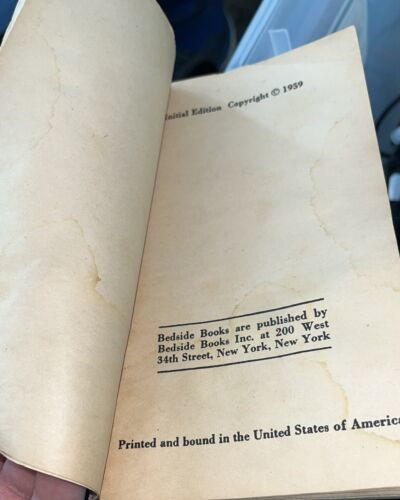 Initial Edition Copyright © 1959
Bedside Books are published by
Bedside Books Inc. at 200 West
34th Street, New York, New York
Printed and bound in the United States of America